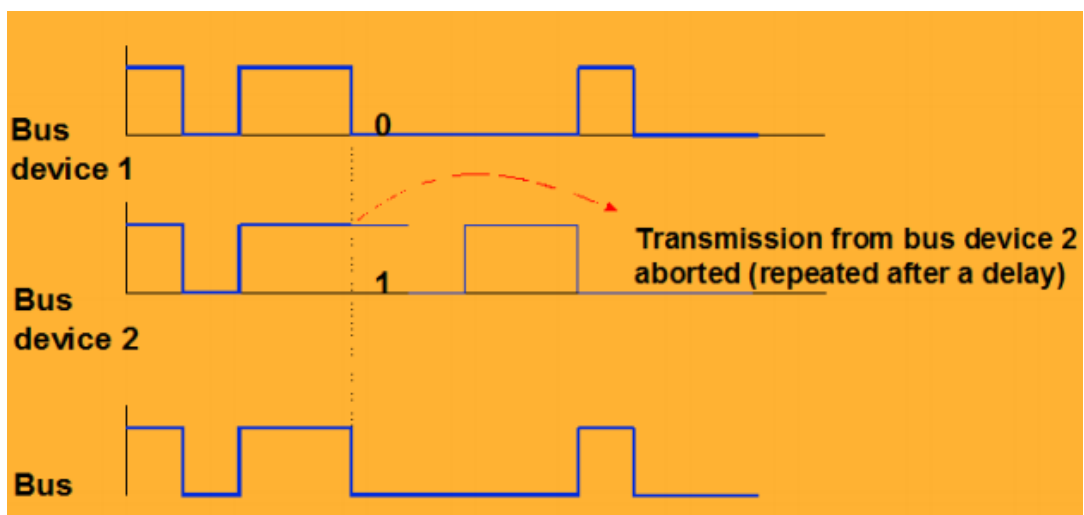 0
Bus
device 1
Transmission from bus device 2
aborted (repeated after a delay)
1
Bus
device 2
Bus